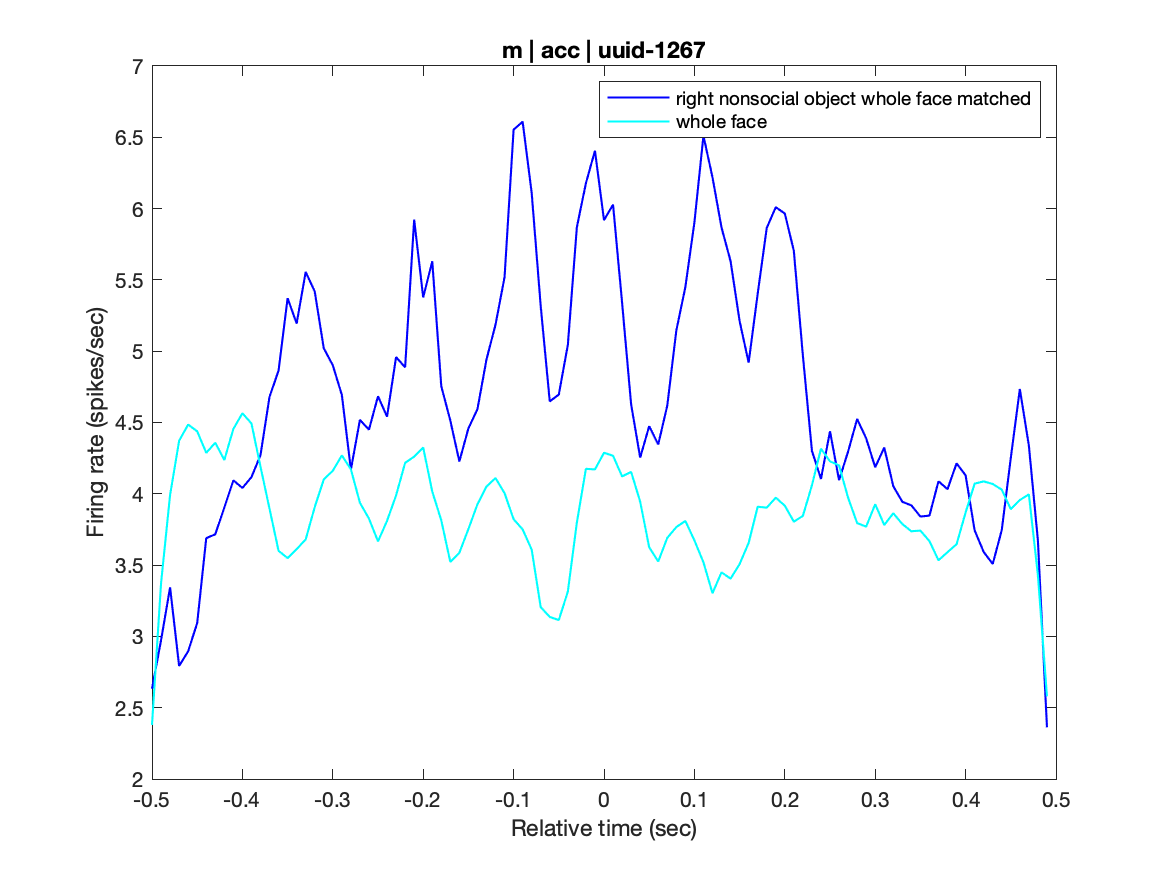 m | acc | uuid-1267
right nonsocial object whole face matched
whole face
Firing rate (spikes/sec)
7
6.5
6
5.5
5
4.5
4
3.5
3
2.5
2
-0.5 -0.4 -0.3 -0.2 -0.1 0 0.1 0.2 0.3 0.4 0.5
Relative time (sec)